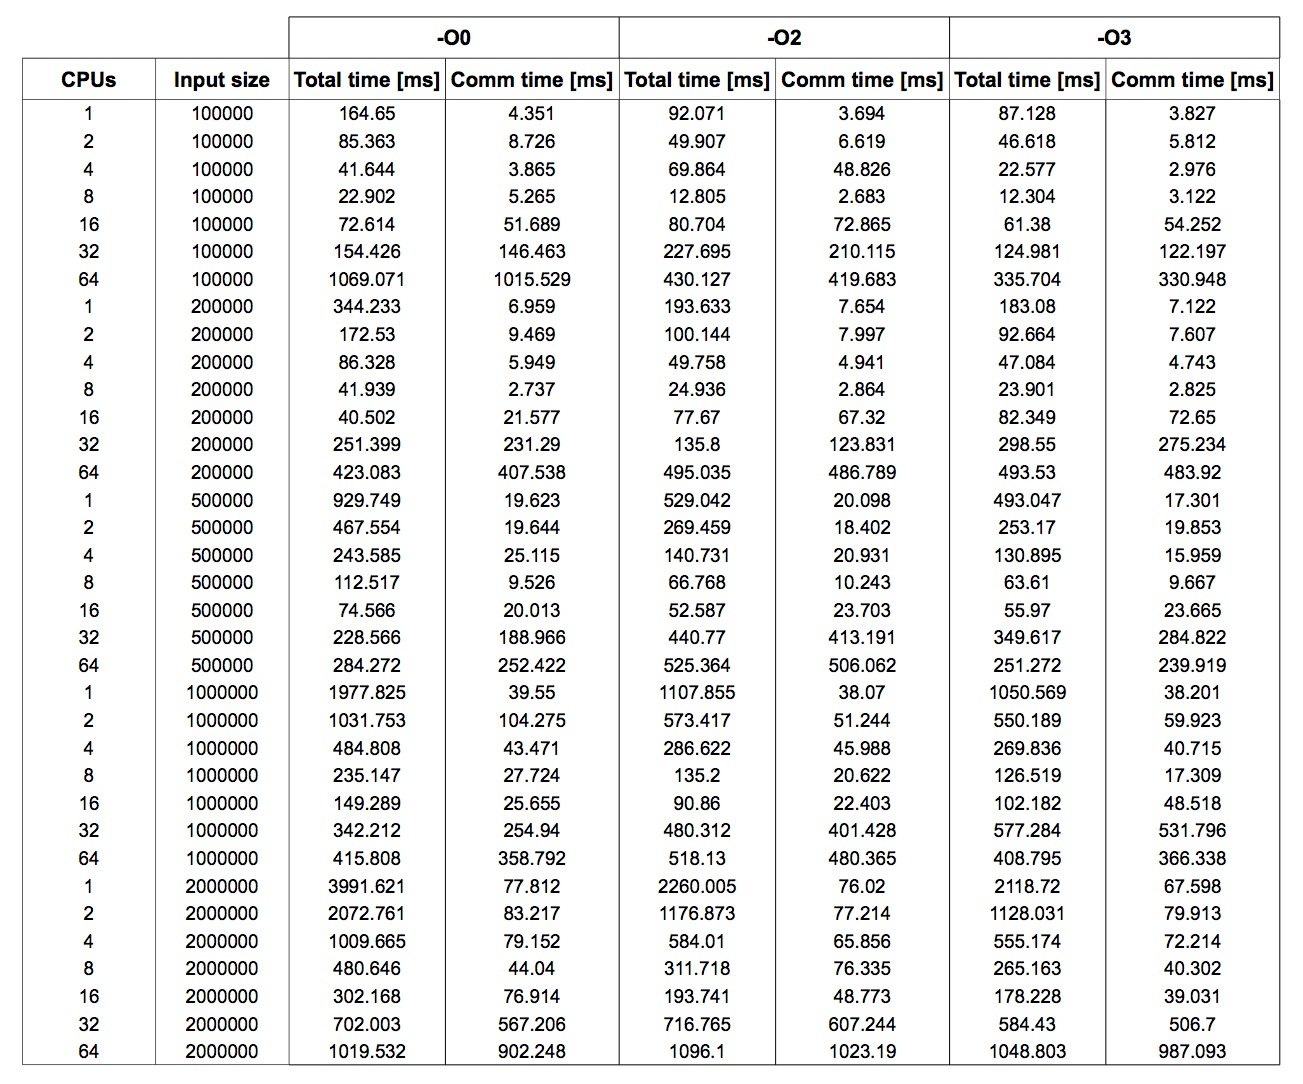 -O0 -O2 -O3
CPUs Input size Total time [ms] Comm time [ms] Total time [ms] Comm time [ms] Total time [ms] Comm time [ms]
1 100000 164.65 4.351 92.071 3.694 87.128 3.827
2 100000 85.363 8.726 49.907 6.619 46.618 5.812
4 100000 41.644 3.865 69.864 48.826 22.577 2.976
8 100000 22.902 5.265 12.805 2.683 12.304 3.122
16 100000 72.614 51.689 80.704 72.865 61.38 54.252
32 100000 154.426 146.463 227.695 210.115 124.981 122.197
64 100000 1069.071 1015.529 430.127 419.683 335.704 330.948
1 200000 344.233 6.959 193.633 7.654 183.08 7.122
2 200000 172.53 9.469 100.144 7.997 92.664 7.607
4 200000 86.328 5.949 49.758 4.941 47.084 4.743
8 200000 41.939 2.737 24.936 2.864 23.901 2.825
16 200000 40.502 21.577 77.67 67.32 82.349 72.65
32 200000 251.399 231.29 135.8 123.831 298.55 275.234
64 200000 423.083 407.538 495.035 486.789 493.53 483.92
1 500000 929.749 19.623 529.042 20.098 493.047 17.301
2 500000 467.554 19.644 269.459 18.402 253.17 19.853
4 500000 243.585 25.115 140.731 20.931 130.895 15.959
8 500000 112.517 9.526 66.768 10.243 63.61 9.667
16 500000 74.566 20.013 52.587 23.703 55.97 23.665
32 500000 228.566 188.966 440.77 413.191 349.617 284.822
64 500000 284.272 252.422 525.364 506.062 251.272 239.919
1 1000000 1977.825 39.55 1107.855 38.07 1050.569 38.201
2 1000000 1031.753 104.275 573.417 51.244 550.189 59.923
4 1000000 484.808 43.471 286.622 45.988 269.836 40.715
8 1000000 235.147 27.724 135.2 20.622 126.519 17.309
16 1000000 149.289 25.655 90.86 22.403 102.182 48.518
32 1000000 342.212 254.94 480.312 401.428 577.284 531.796
64 1000000 415.808 358.792 518.13 480.365 408.795 366.338
1 2000000 3991.621 77.812 2260.005 76.02 2118.72 67.598
2 2000000 2072.761 83.217 1176.873 77.214 1128.031 79.913
4 2000000 1009.665 79.152 584.01 65.856 555.174 72.214
8 2000000 480.646 44.04 311.718 76.335 265.163 40.302
16 2000000 302.168 76.914 193.741 48.773 178.228 39.031
32 2000000 702.003 567.206 716.765 607.244 584.43 506.7
64 2000000 1019.532 902.248 1096.1 1023.19 1048.803 987.093